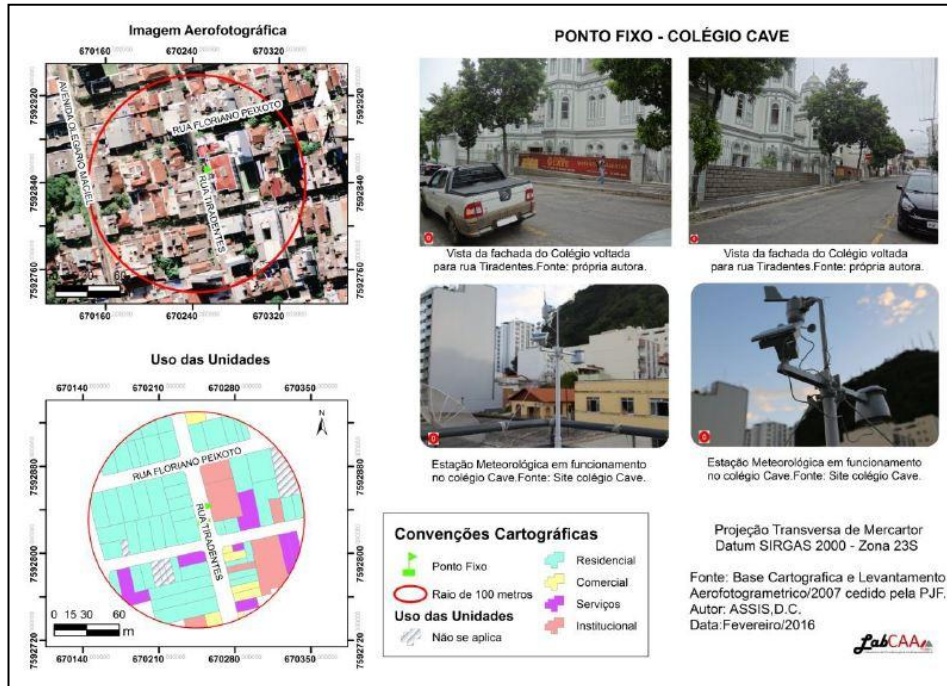 Imagem Aerofotográfica
670160 670240 670320
7592920
7592840
7592760
AVENIDA OLEGARIO MACIEL
RUA FLORIANO PEIXOTO
RUA TIRADENTES
60
670160 670240 670320
Uso das Unidades
670140 670210 670280 670350
N
7592880
7592800
7592720
RUA FLORIANO PEIXOTO
RUA TIRADENTES
0 15 30 60
m
670140 670210 670280 670350
PONTO FIXO - COLÉGIO CAVE
Vista da fachada do Colégio voltada
para rua Tiradentes.Fonte: própria autora.
Vista da fachada do Colégio voltada
para rua Tiradentes.Fonte: própria autora.
Estação Meteorológica em funcionamento
no colégio Cave.Fonte: Site colégio Cave.
Estação Meteorológica em funcionamento
no colégio Cave.Fonte: Site colégio Cave.
Convenções Cartográficas
Ponto Fixo
Raio de 100 metros
Uso das Unidades
Não se aplica
Residencial
Comercial
Serviços
Institucional
Projeção Transversa de Mercartor
Datum SIRGAS 2000 - Zona 23S
Fonte: Base Cartografica e Levantamento
Aerofotogrametrico/2007 cedido pela PJF.
Autor: ASSIS,D.C.
Data:Fevereiro/2016
LabCAA